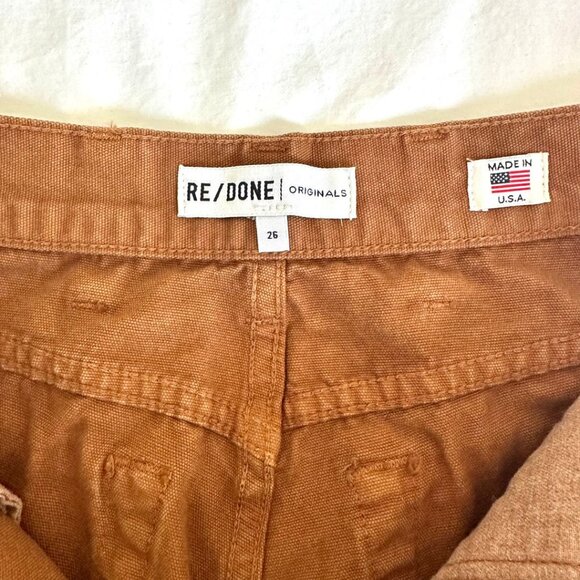 RE/DONE | ORIGINALS
26
MADE IN
U.S.A.